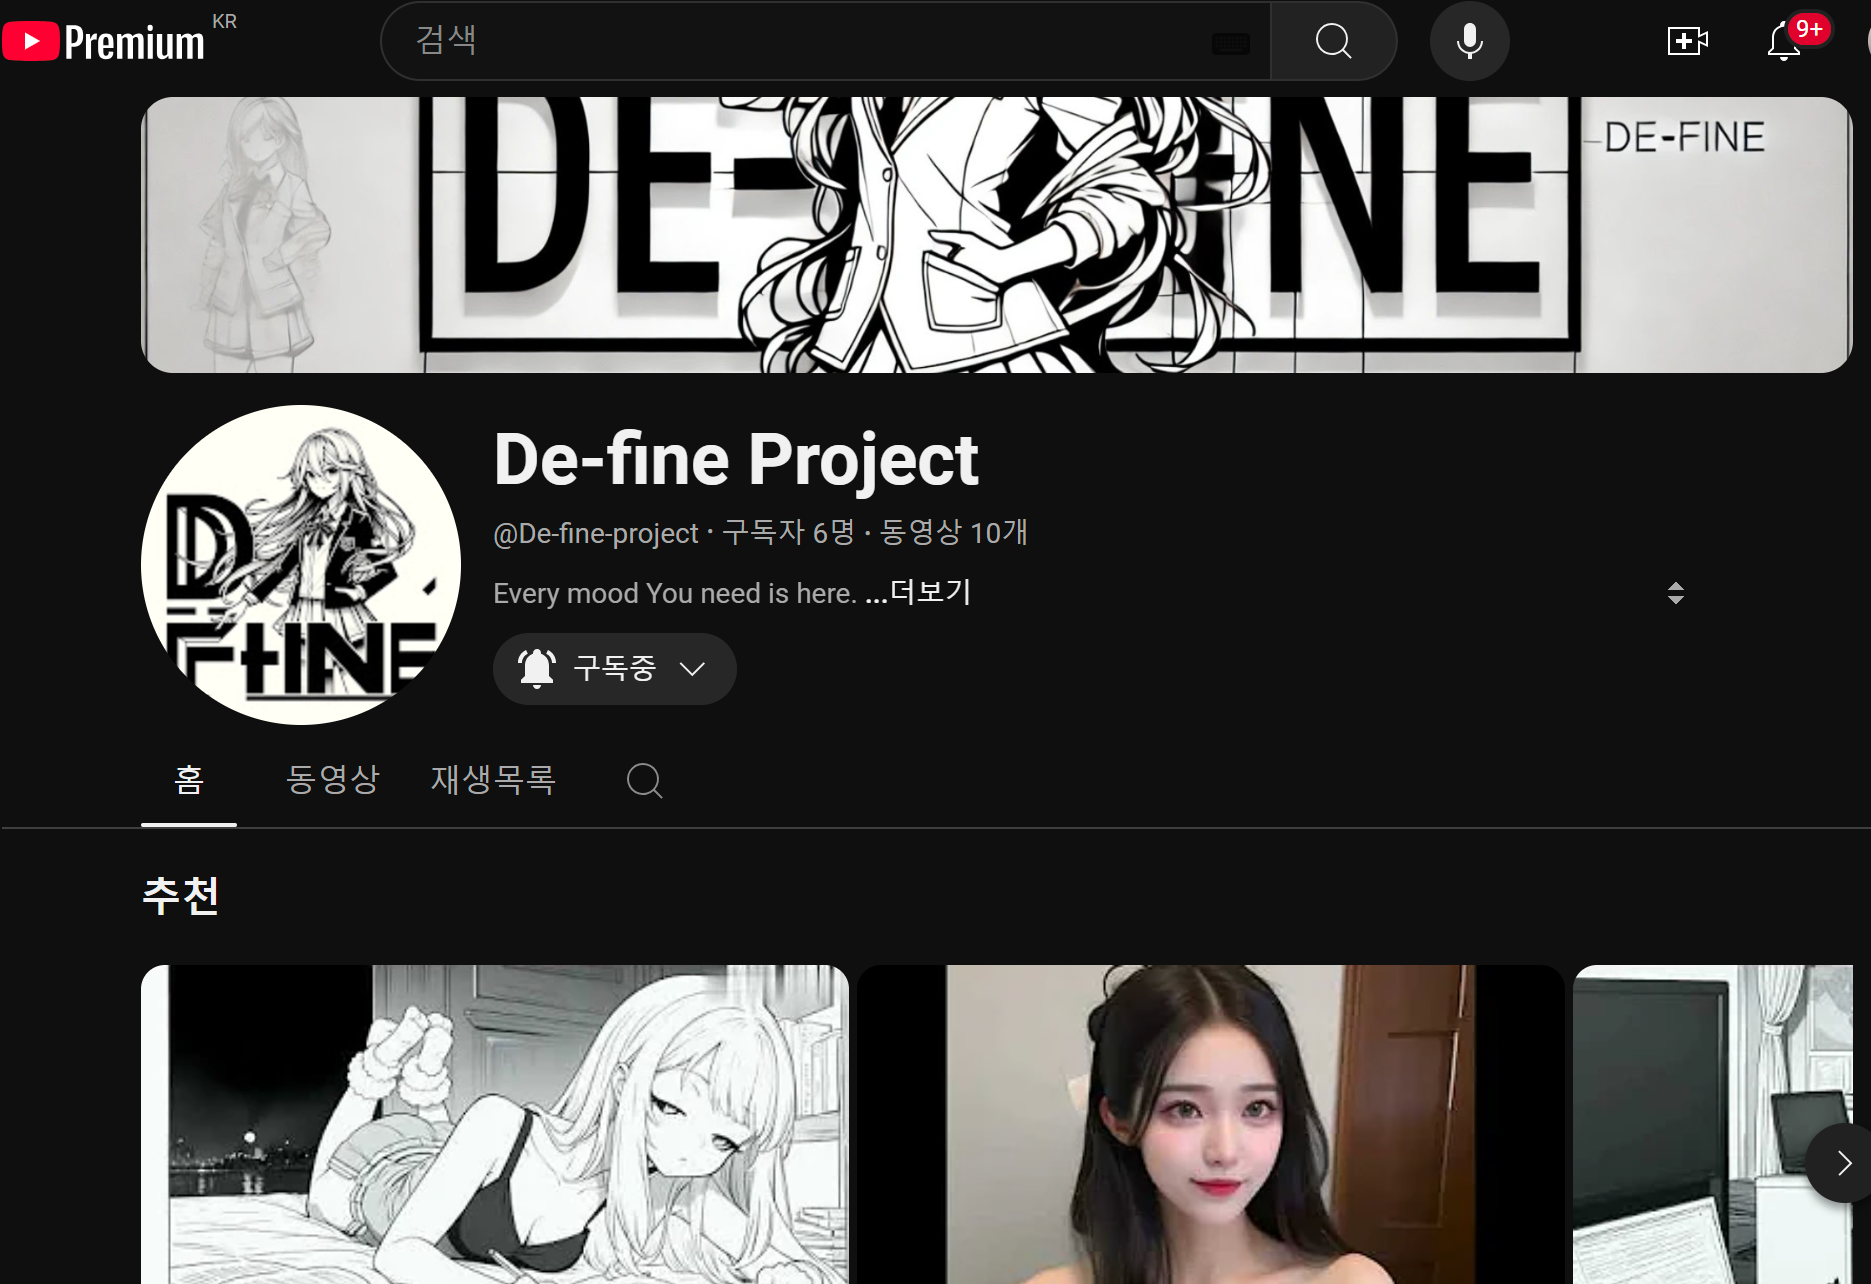 Premium KR
검색
9+
DE-FINE
DE-FINE
De-fine Project
@De-fine-project · 구독자 6명 · 동영상 10개
Every mood You need is here. ...더보기
구독중
홈 동영상 재생목록
추천